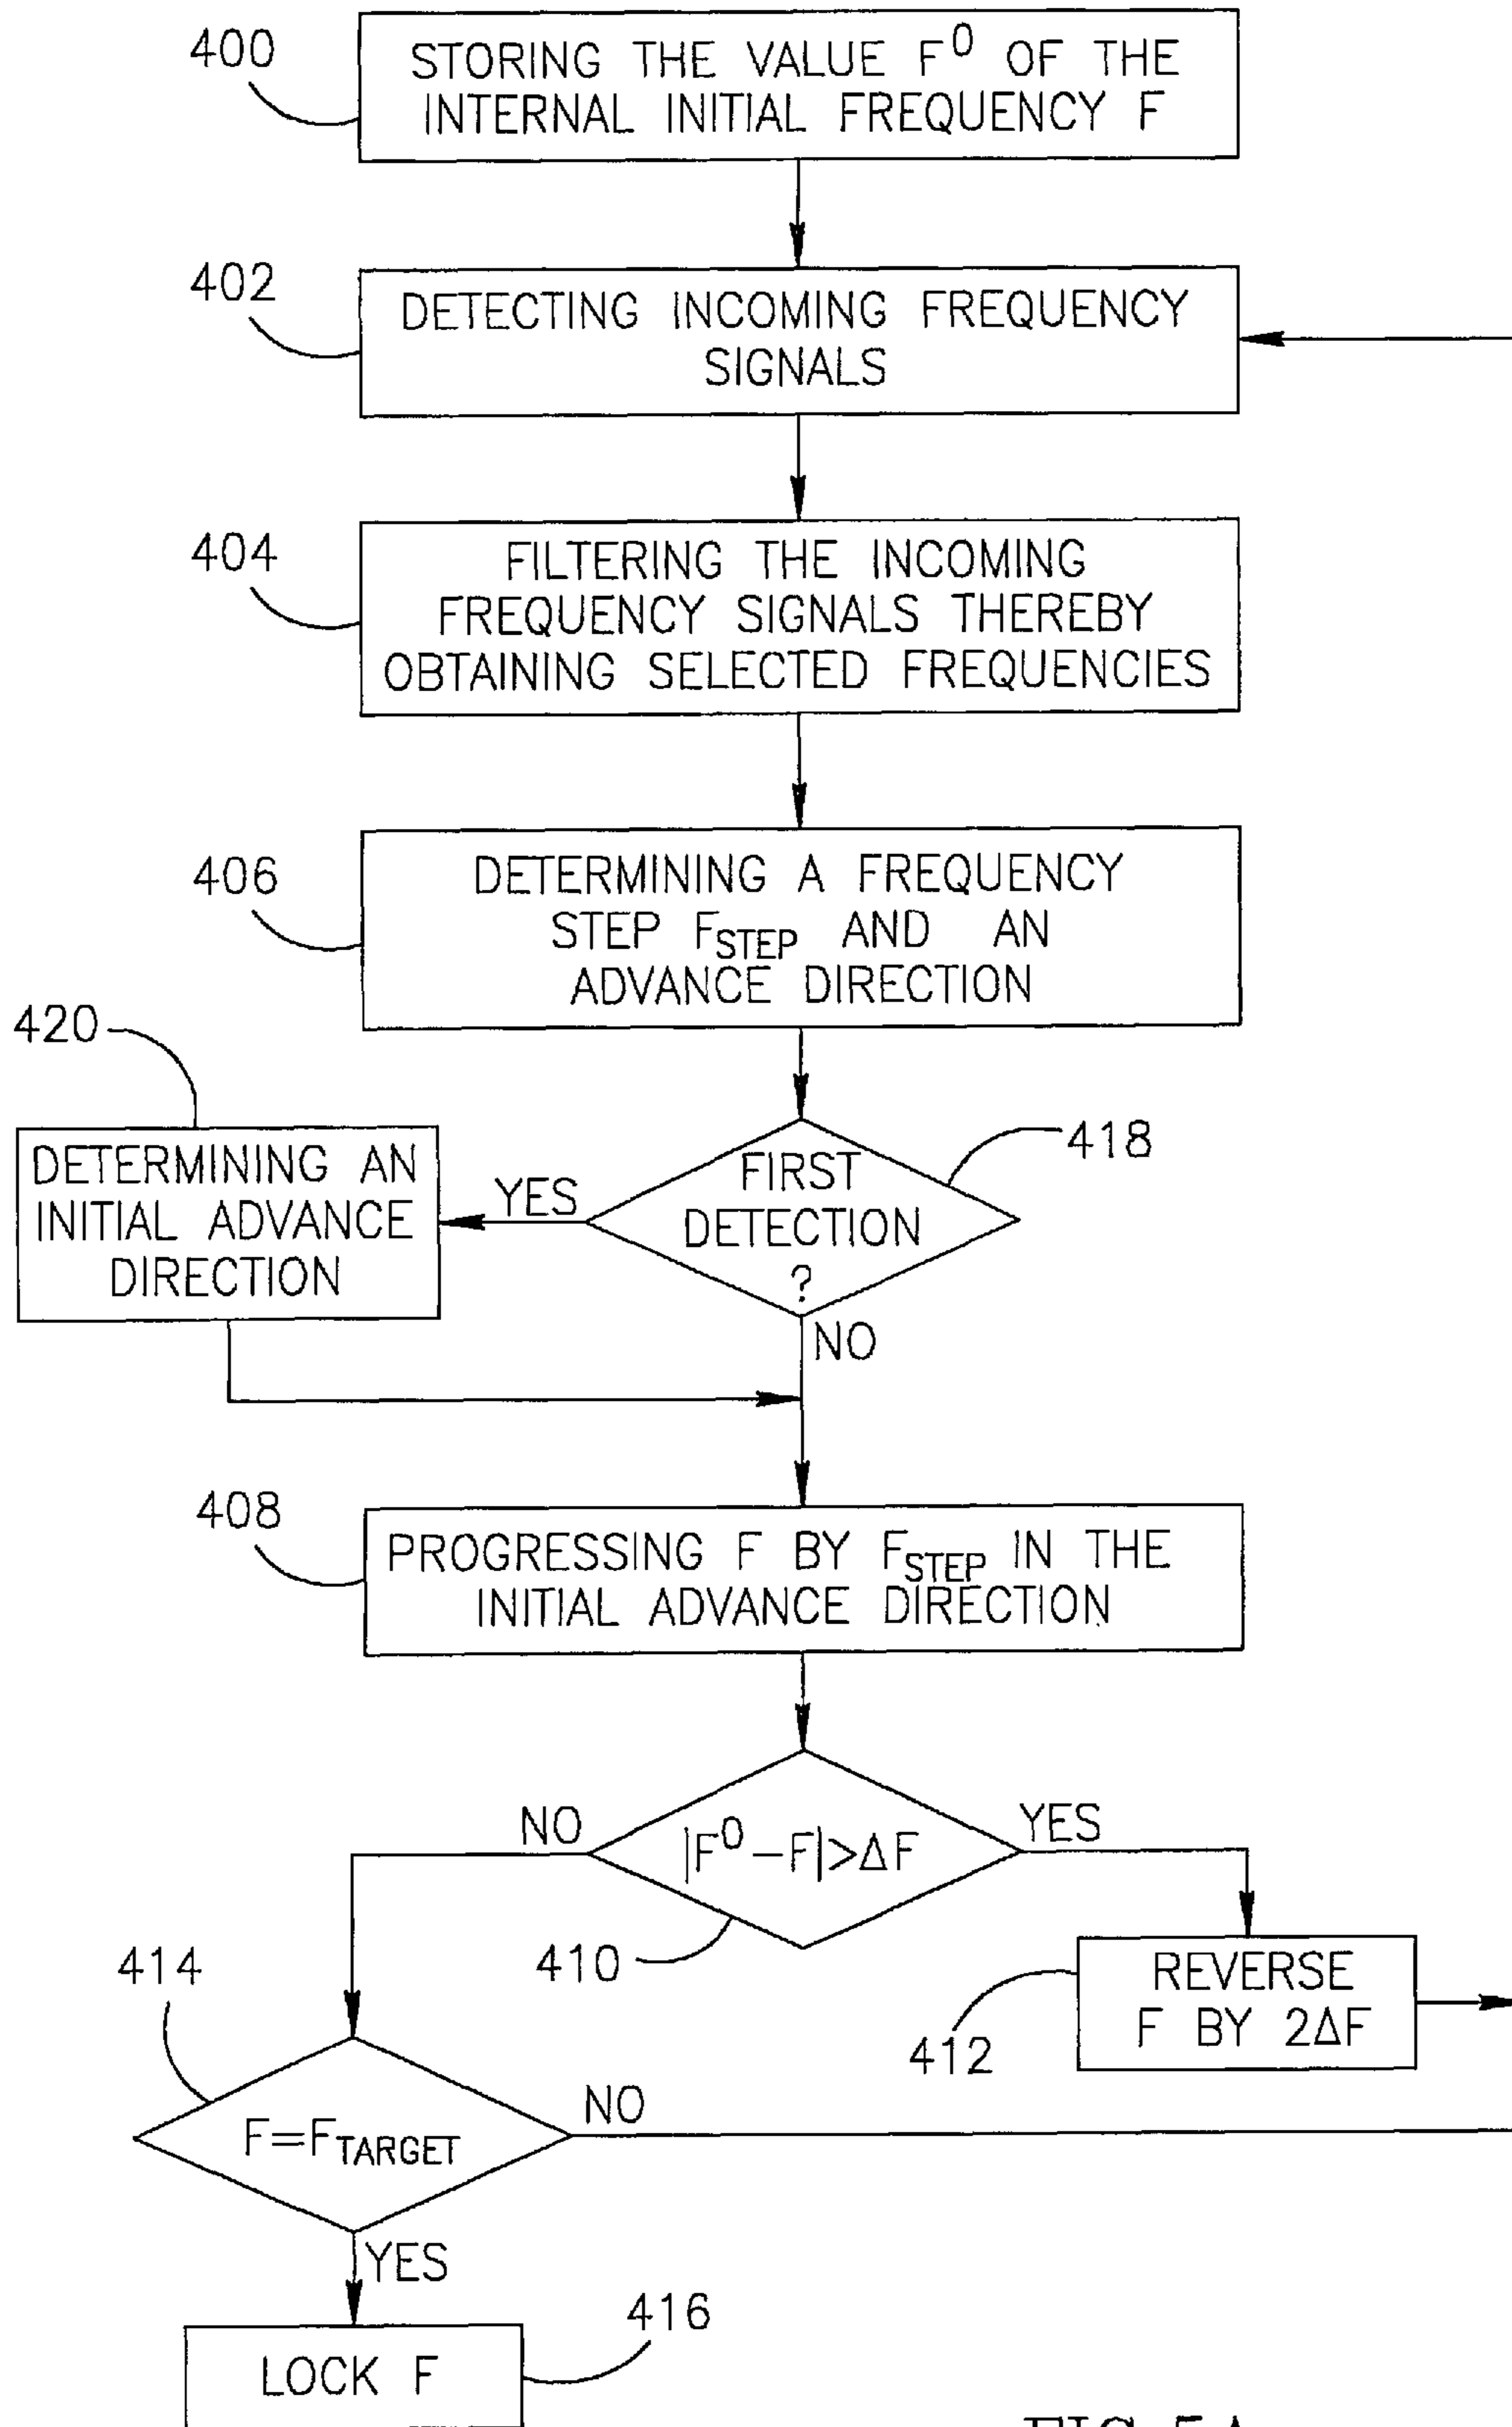 400
STORING THE VALUE F⁰ OF THE
INTERNAL INITIAL FREQUENCY F
402
DETECTING INCOMING FREQUENCY
SIGNALS
404
FILTERING THE INCOMING
FREQUENCY SIGNALS THEREBY
OBTAINING SELECTED FREQUENCIES
406
DETERMINING A FREQUENCY
STEP FSTEP AND AN
ADVANCE DIRECTION
420
DETERMINING AN
INITIAL ADVANCE
DIRECTION
YES
FIRST
DETECTION
?
418
NO
408
PROGRESSING F BY FSTEP IN THE
INITIAL ADVANCE DIRECTION
NO
|F⁰−F|>ΔF
YES
410
REVERSE
F BY 2ΔF
412
414
F=FTARGET
NO
YES
416
LOCK F
FIG.5A